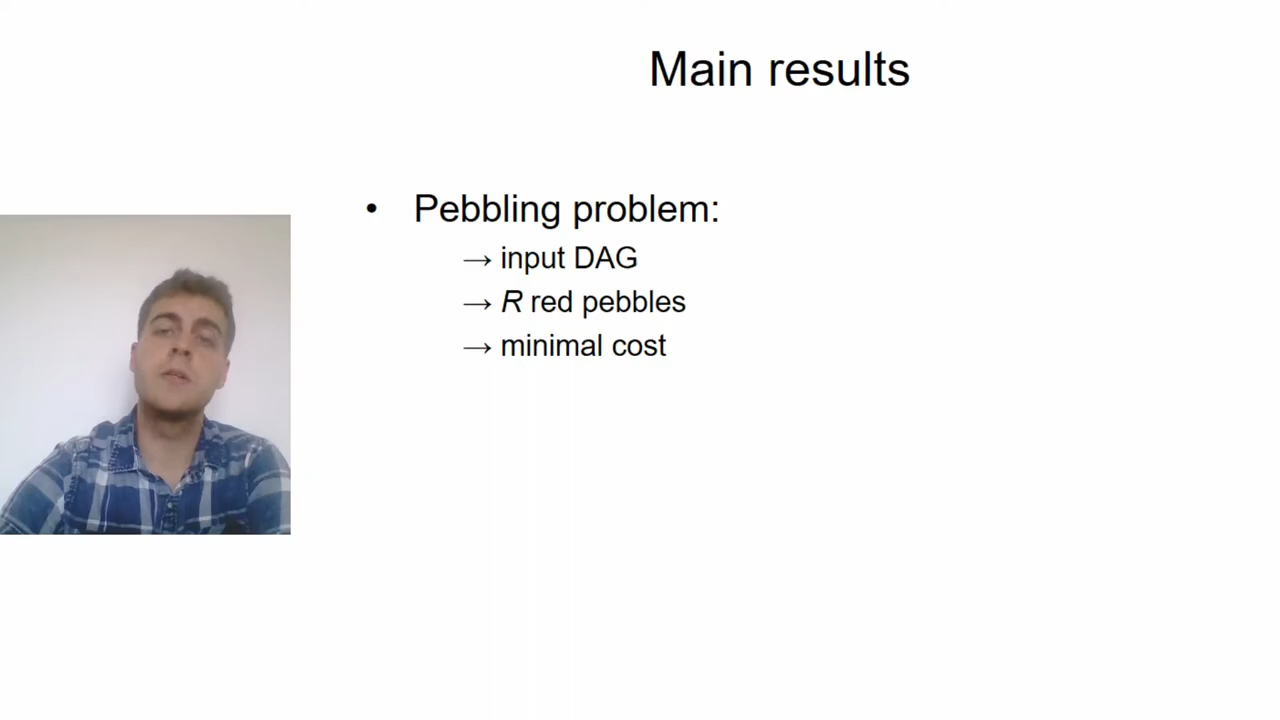 Main results
• Pebbling problem:
→ input DAG
→ R red pebbles
→ minimal cost